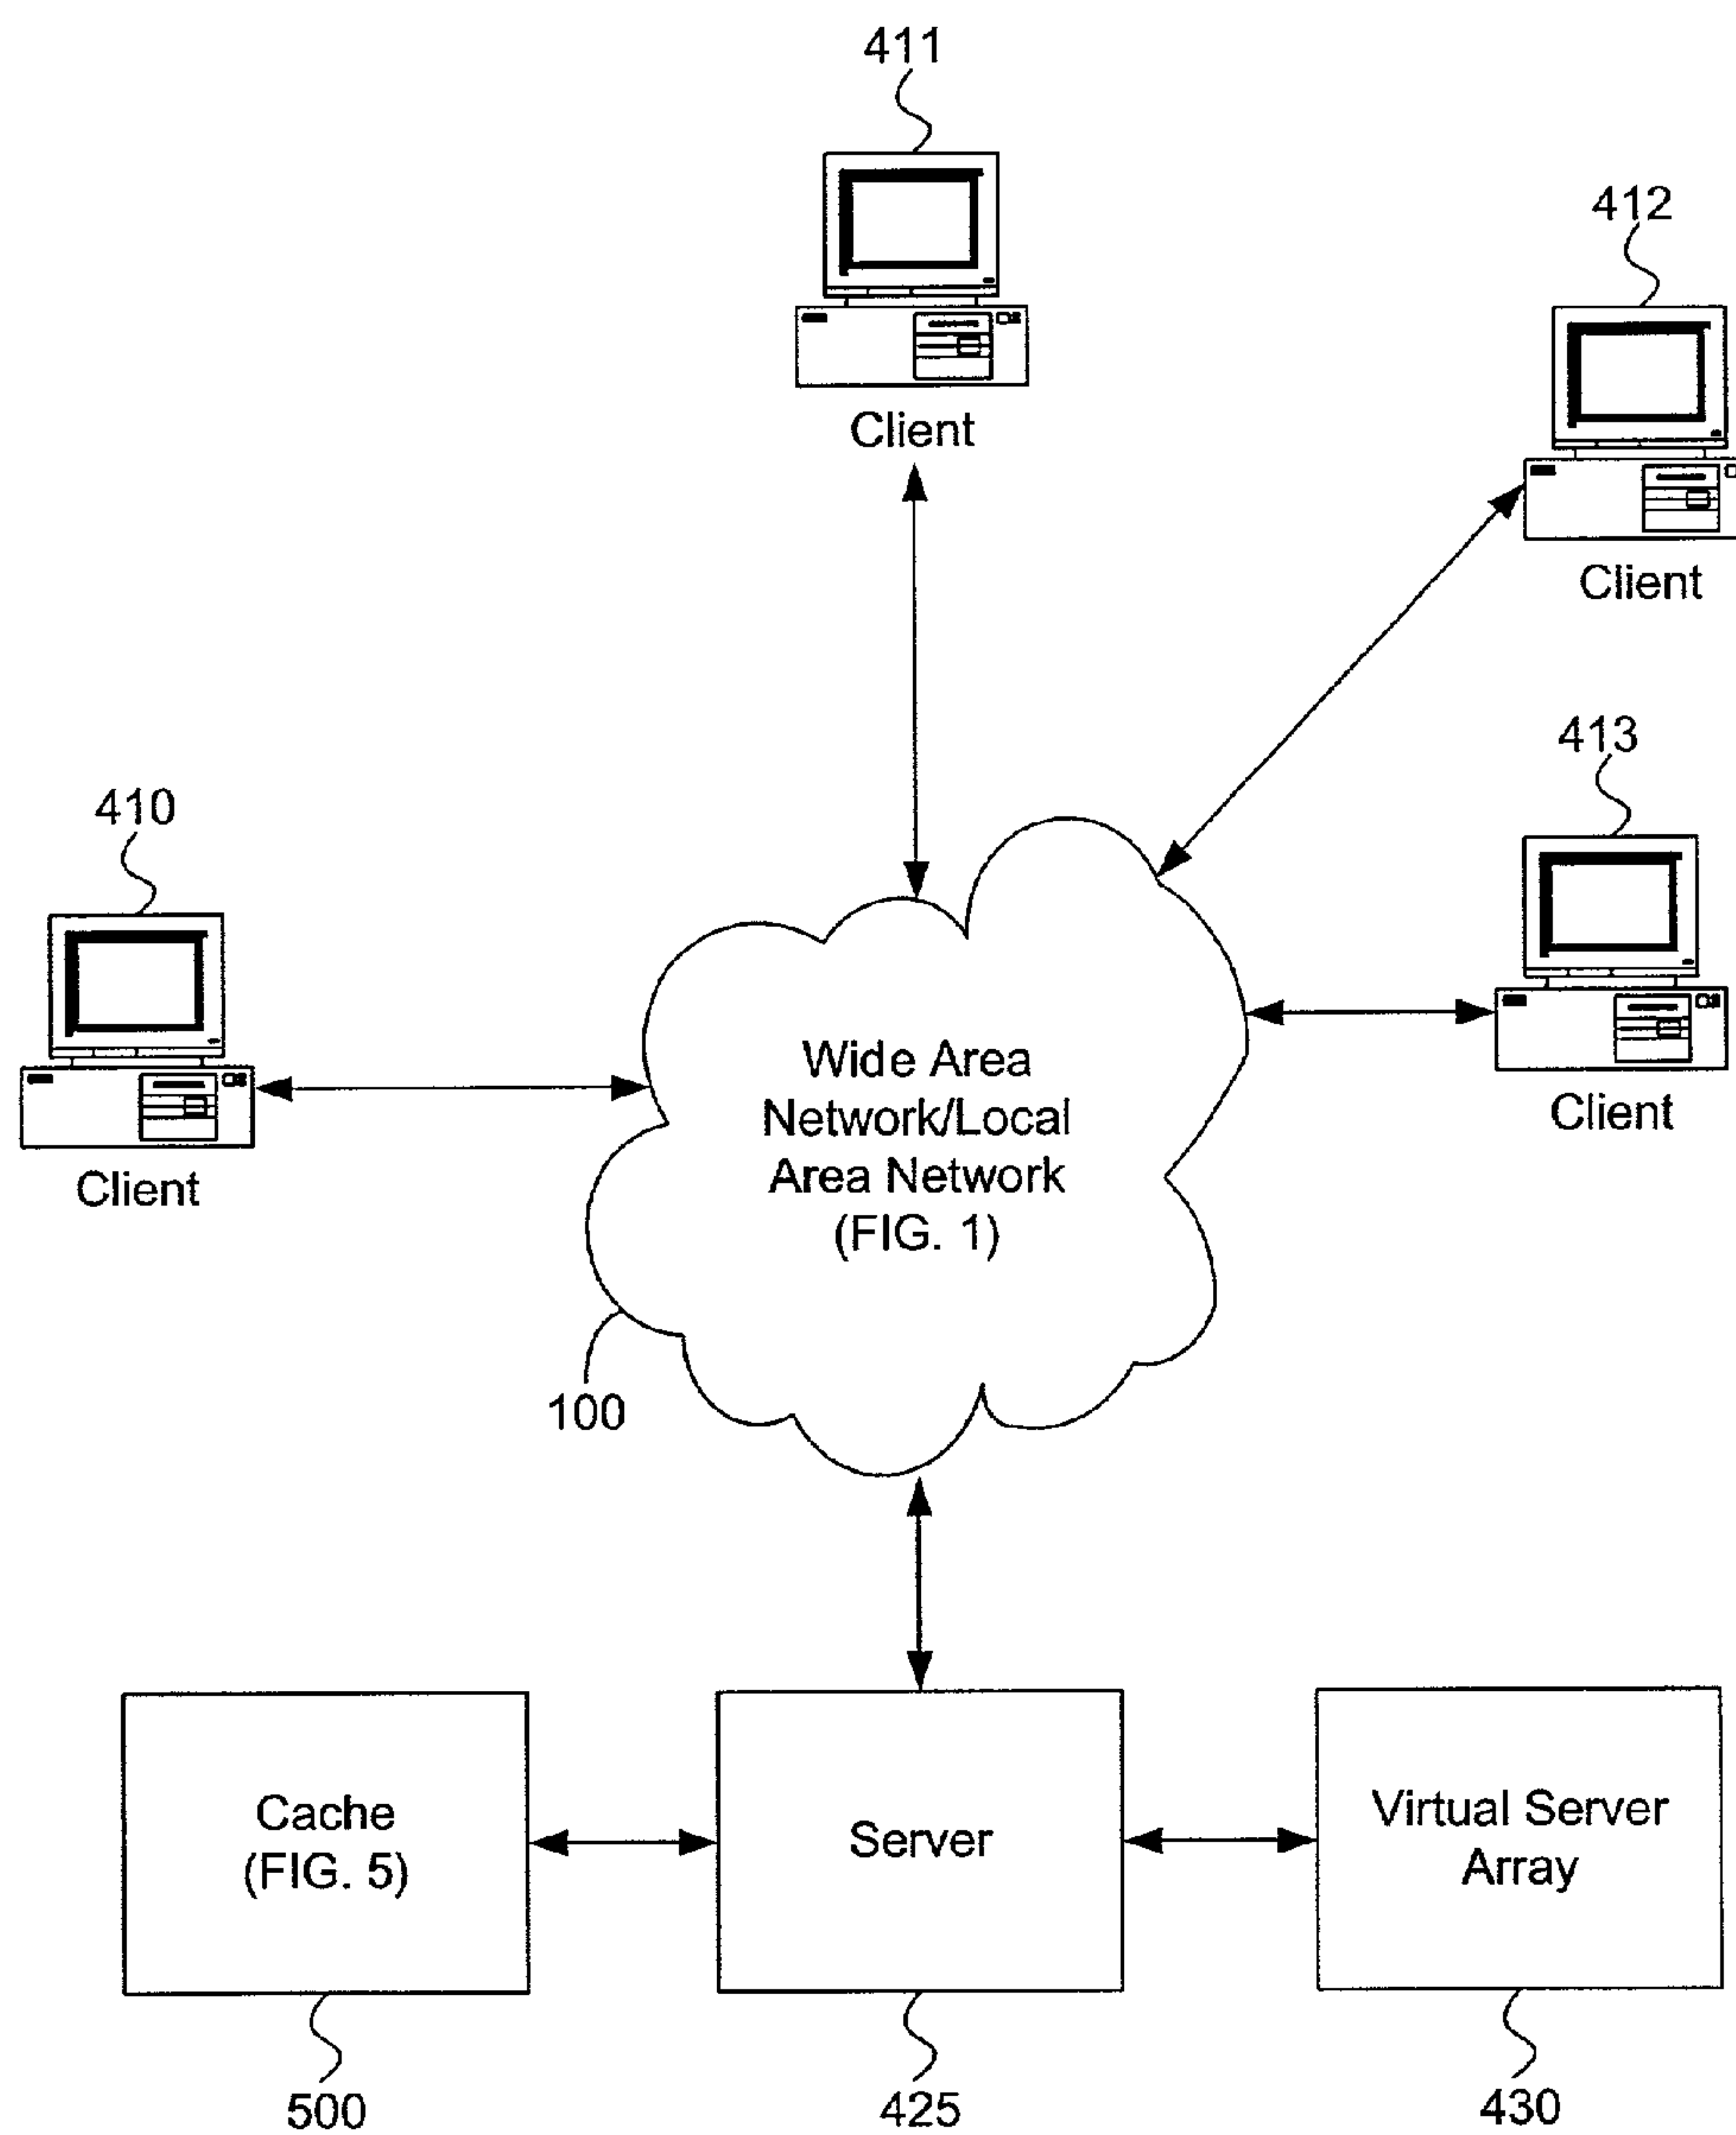 411
Client
412
Client
413
Client
410
Client
Wide Area
Network/Local
Area Network
(FIG. 1)
100
Cache
(FIG. 5)
500
Server
425
Virtual Server
Array
430